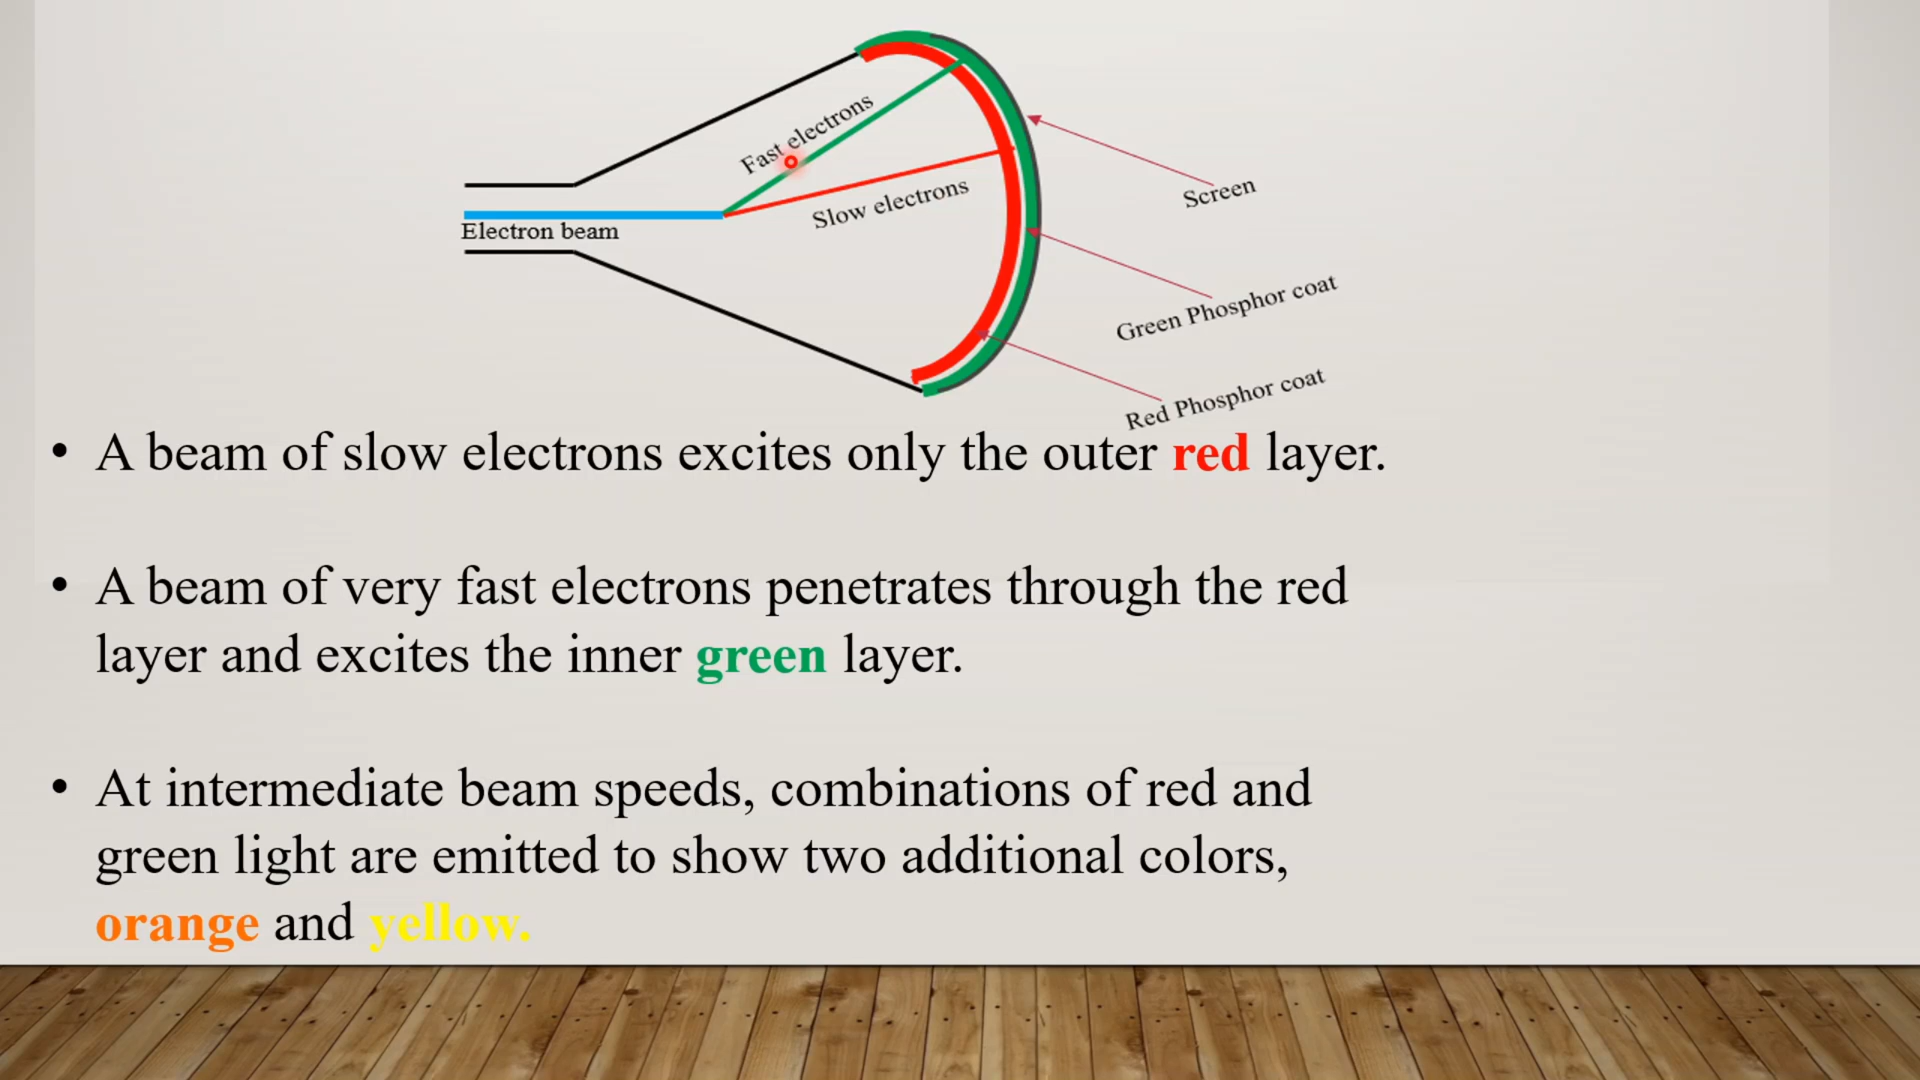 Fast electrons
Slow electrons
Electron beam
Screen
Green Phosphor coat
Red Phosphor coat
• A beam of slow electrons excites only the outer red layer.
• A beam of very fast electrons penetrates through the red
layer and excites the inner green layer.
• At intermediate beam speeds, combinations of red and
green light are emitted to show two additional colors,
orange and yellow.